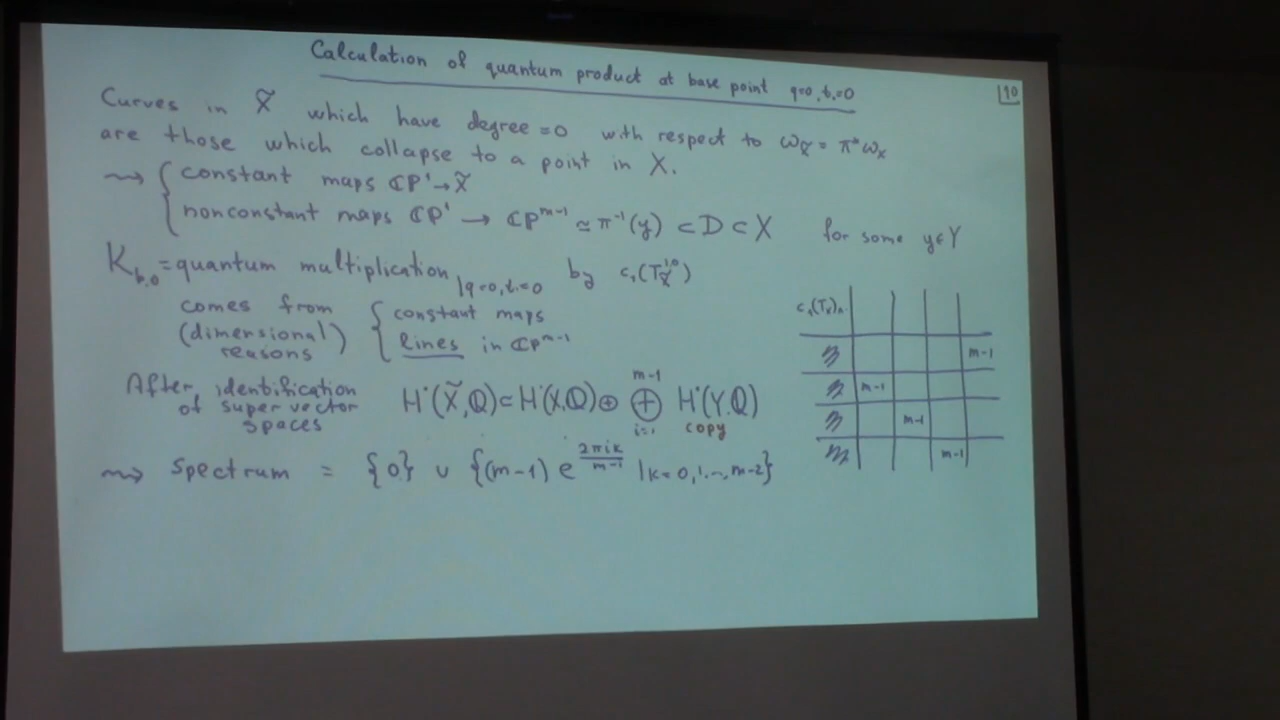 Calculation of quantum product at base point q=0, t_i=0
10
Curves in X̃ which have degree =0 with respect to ω_X̃ = π*ω_X
are those which collapse to a point in X.
⇝ { constant maps ℂP¹→X̃
nonconstant maps ℂP¹ → ℂP^{m-1} ≃ π⁻¹(y) ⊂ D ⊂ X for some y∈Y
= quantum multiplication |q=0, t_i=0 by c₁(T_X̃^{1,0})
comes from { constant maps
(dimensional) lines in ℂP^{m-1}
reasons
After identification H^•(X̃,ℚ) = H^•(X,ℚ) ⊕ ⊕_{i=1}^{m-1} H^•(Y,ℚ)
of super vector copy
spaces
⇝ Spectrum = {0} ∪ {(m-1) e^{2πik/(m-1)} | k=0,1,..,m-2}
c₁(T_X)∧
m-1
m-1
m-1
m-1